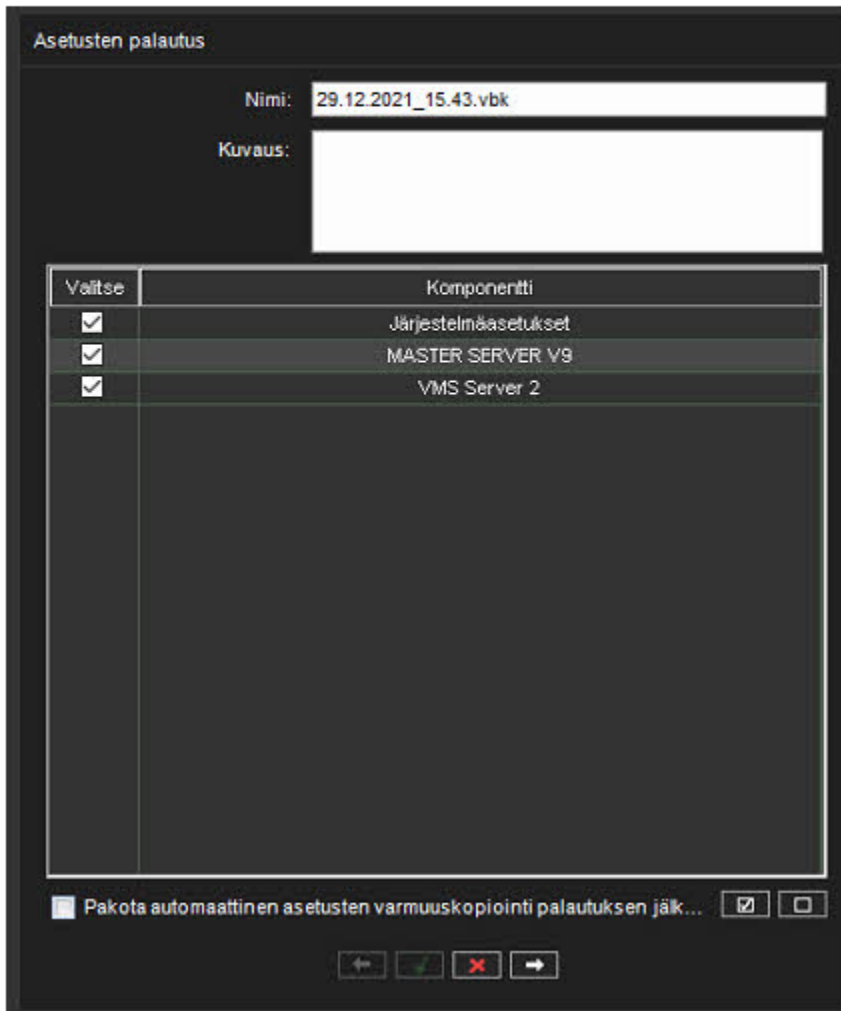 Asetusten palautus
Nimi: 29.12.2021_15.43.vbk
Kuvaus:
Valitse Komponentti
Järjestelmäasetukset
MASTER SERVER V9
VMS Server 2
Pakota automaattinen asetusten varmuuskopiointi palautuksen jälk...